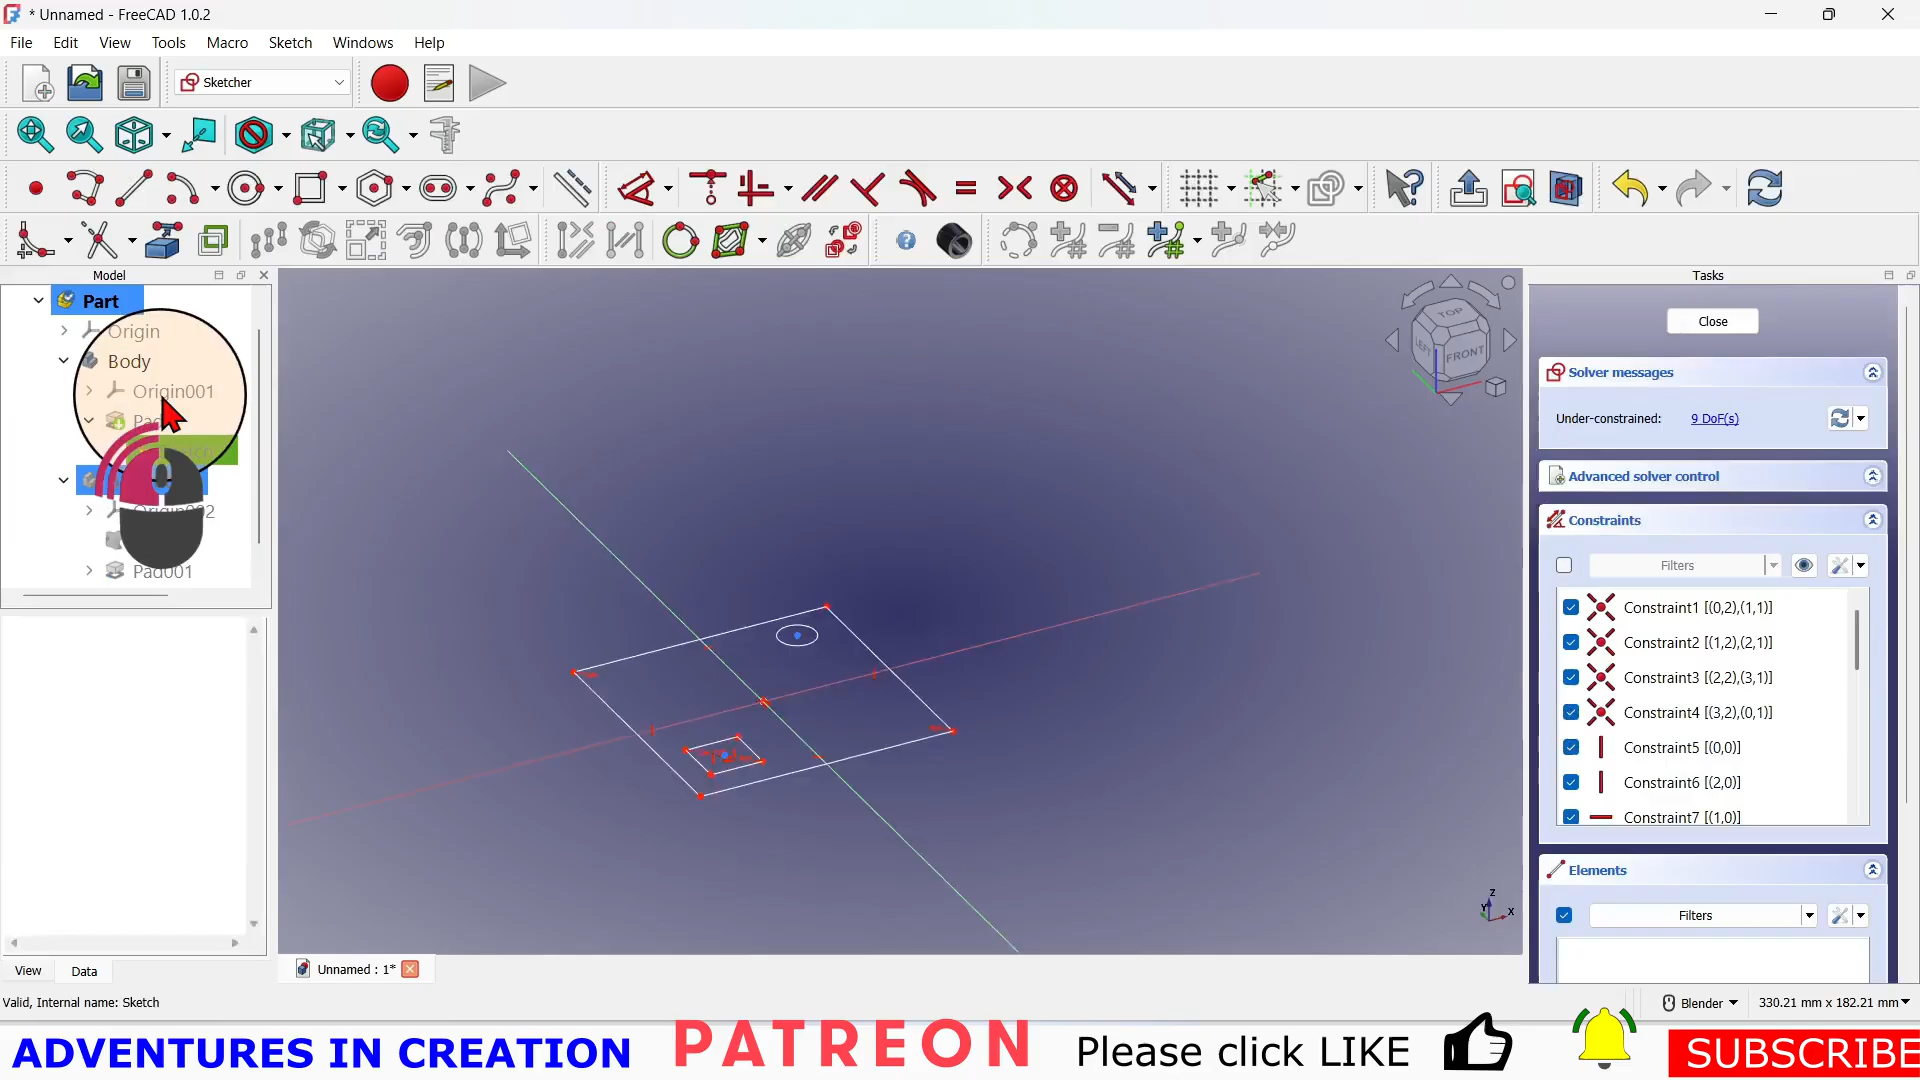 * Unnamed - FreeCAD 1.0.2
File Edit View Tools Macro Sketch Windows Help
Sketcher
Model
Tasks
Part
Origin
Body
Origin001
Pad001
TOP
LEFT
FRONT
Close
Solver messages
Under-constrained: 9 DoF(s)
Advanced solver control
Constraints
Filters
Constraint1 [(0,2),(1,1)]
Constraint2 [(1,2),(2,1)]
Constraint3 [(2,2),(3,1)]
Constraint4 [(3,2),(0,1)]
Constraint5 [(0,0)]
Constraint6 [(2,0)]
Constraint7 [(1,0)]
Elements
Filters
Z
Y
X
View Data
Unnamed : 1*
Valid, Internal name: Sketch
Blender 330.21 mm x 182.21 mm
ADVENTURES IN CREATION PATREON Please click LIKE SUBSCRIBE